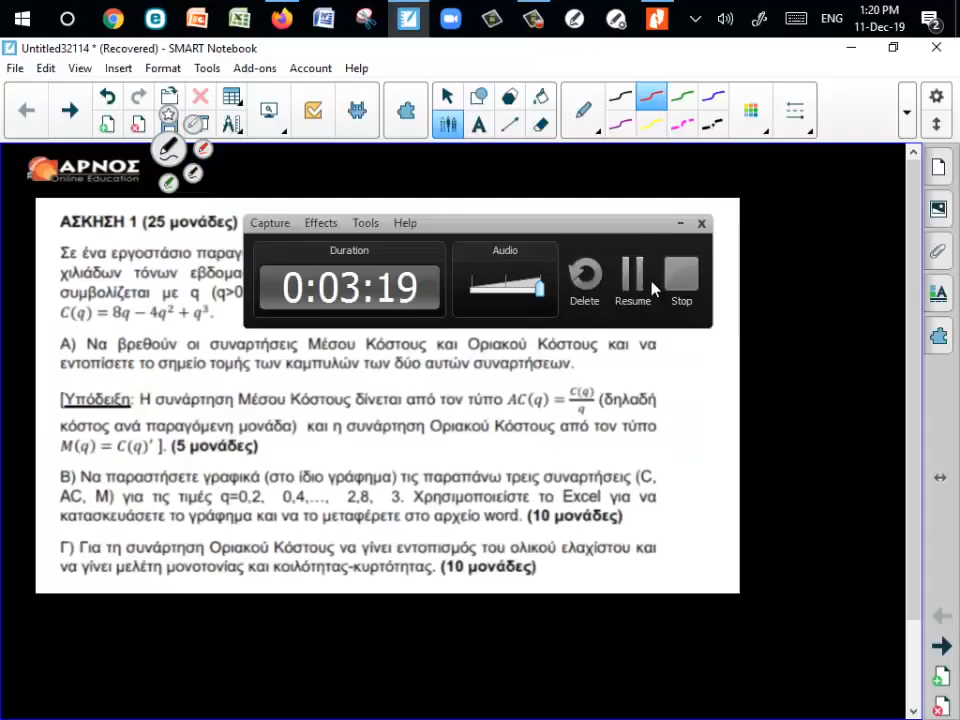 1:20 PM
ENG
11-Dec-19
2
Untitled32114 * (Recovered) - SMART Notebook
File Edit View Insert Format Tools Add-ons Account Help
ΑΡΝΟΣ
Online Education
ΑΣΚΗΣΗ 1 (25 μονάδες)
Σε ένα εργοστάσιο παραγ
χιλιάδων τόνων εβδομα
συμβολίζεται με q (q>0
C(q) = 8q − 4q² + q³.
Capture Effects Tools Help
Duration
Audio
0:03:19
Delete Resume Stop
Α) Να βρεθούν οι συναρτήσεις Μέσου Κόστους και Οριακού Κόστους και να
εντοπίσετε το σημείο τομής των καμπυλών των δύο αυτών συναρτήσεων.
[Υπόδειξη: Η συνάρτηση Μέσου Κόστους δίνεται από τον τύπο AC(q) = C(q)/q (δηλαδή
κόστος ανά παραγόμενη μονάδα) και η συνάρτηση Οριακού Κόστους από τον τύπο
M(q) = C(q)′ ]. (5 μονάδες)
Β) Να παραστήσετε γραφικά (στο ίδιο γράφημα) τις παραπάνω τρεις συναρτήσεις (C,
AC, M) για τις τιμές q=0,2, 0,4,…, 2,8, 3. Χρησιμοποιείστε το Excel για να
κατασκευάσετε το γράφημα και να το μεταφέρετε στο αρχείο word. (10 μονάδες)
Γ) Για τη συνάρτηση Οριακού Κόστους να γίνει εντοπισμός του ολικού ελαχίστου και
να γίνει μελέτη μονοτονίας και κοιλότητας-κυρτότητας. (10 μονάδες)